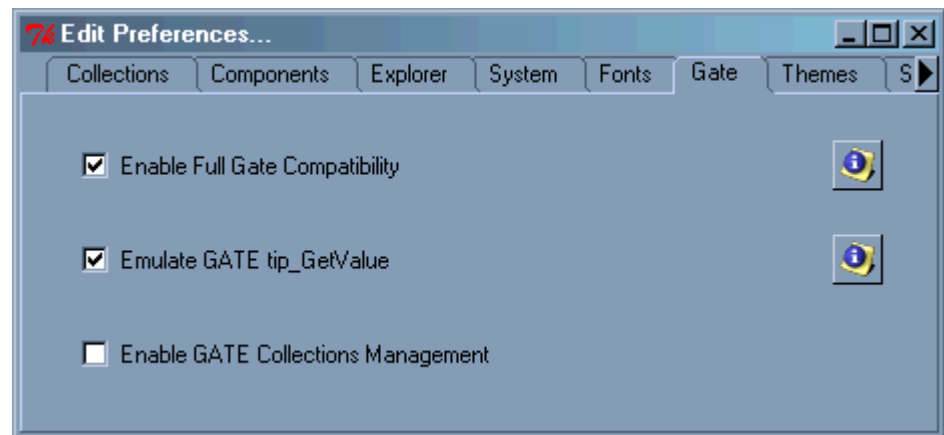 7% Edit Preferences...
Collections Components Explorer System Fonts Gate Themes S
Enable Full Gate Compatibility
Emulate GATE tip_GetValue
Enable GATE Collections Management